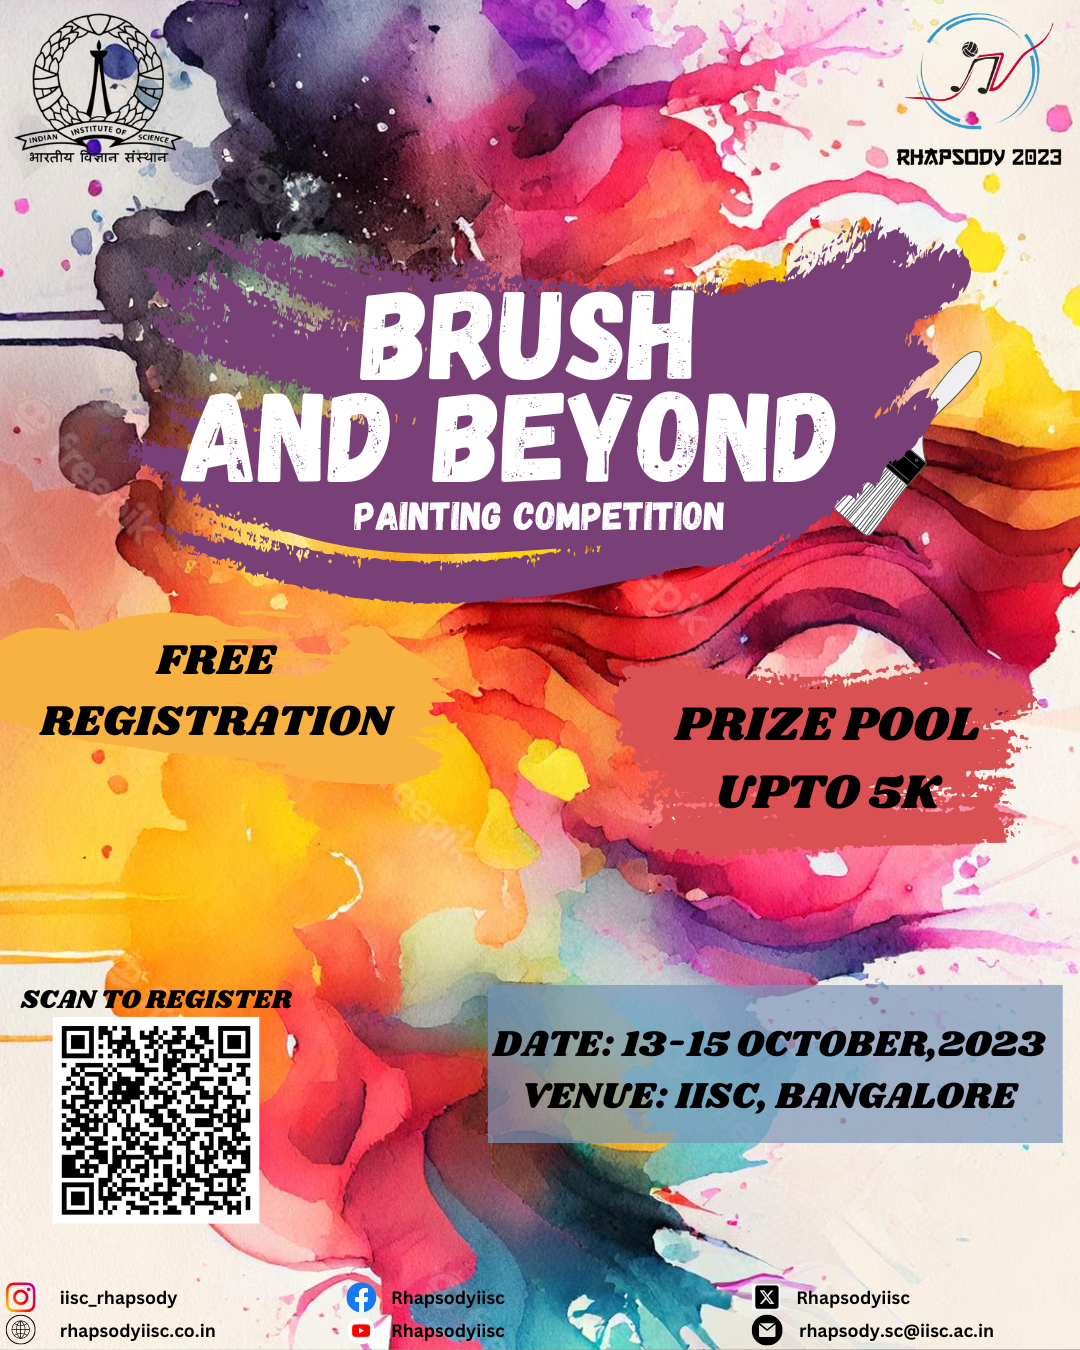 INDIAN INSTITUTE OF SCIENCE
भारतीय विज्ञान संस्थान
RHAPSODY 2023
BRUSH
AND BEYOND
PAINTING COMPETITION
FREE
REGISTRATION
PRIZE POOL
UPTO 5K
SCAN TO REGISTER
DATE: 13-15 OCTOBER,2023
VENUE: IISC, BANGALORE
iisc_rhapsody
Rhapsodyiisc
Rhapsodyiisc
rhapsodyiisc.co.in
Rhapsodyiisc
rhapsody.sc@iisc.ac.in